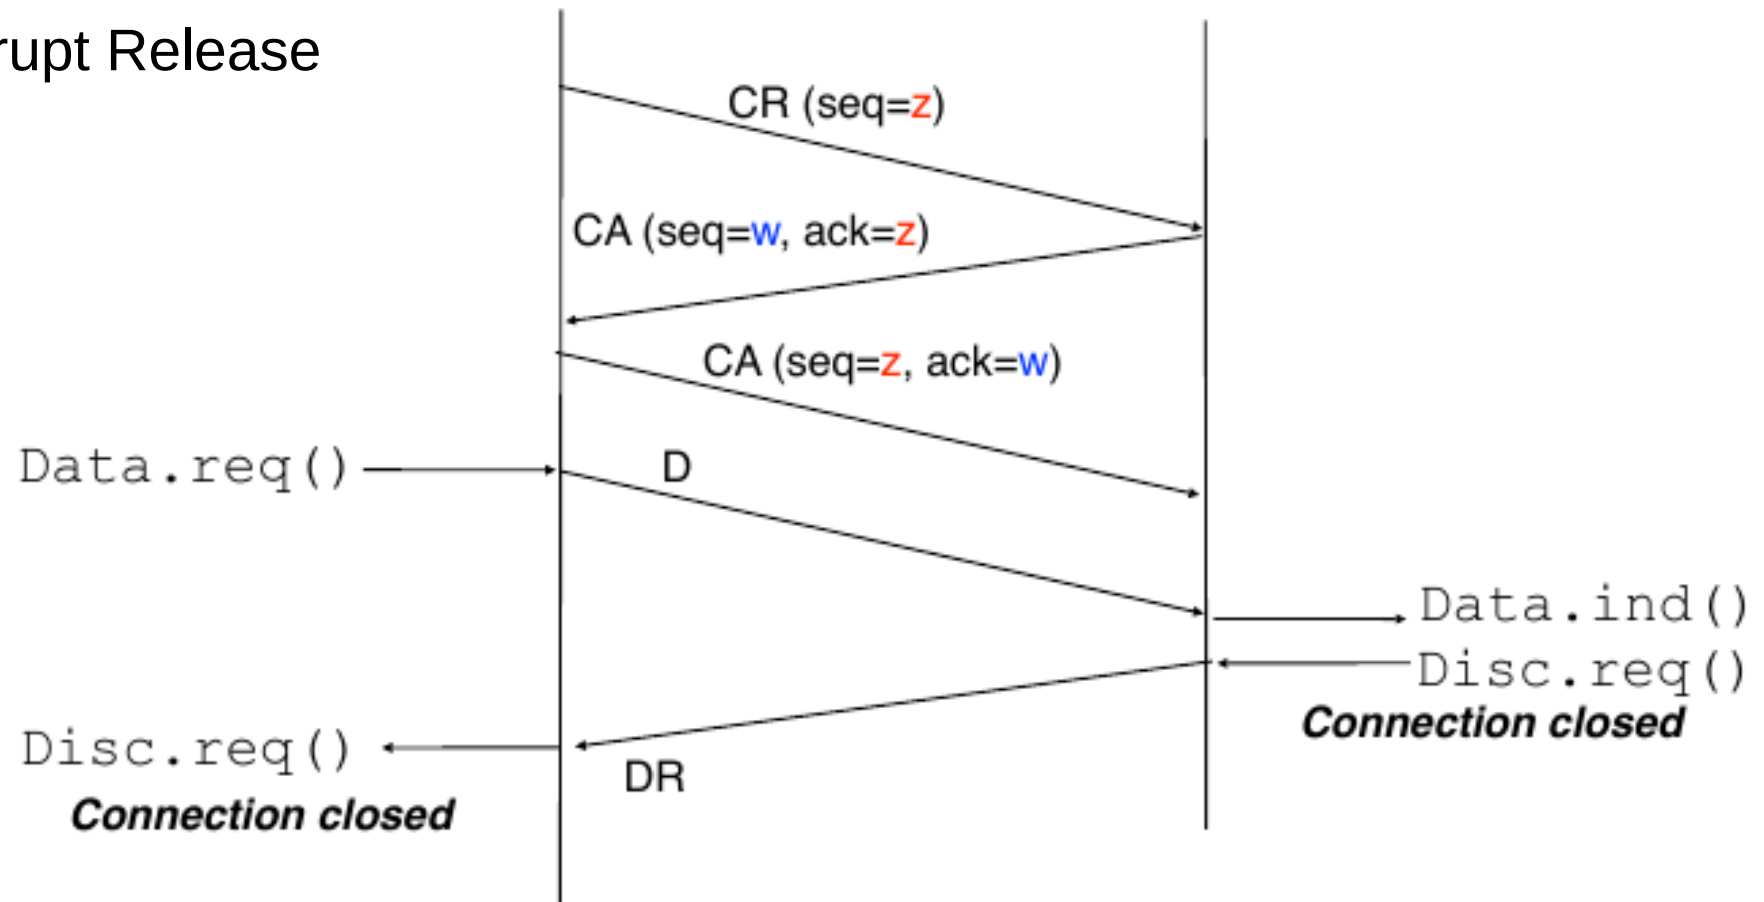 rupt Release
CR (seq=z)
CA (seq=w, ack=z)
CA (seq=z, ack=w)
Data.req()
D
Data.ind()
Disc.req()
Connection closed
Disc.req()
DR
Connection closed